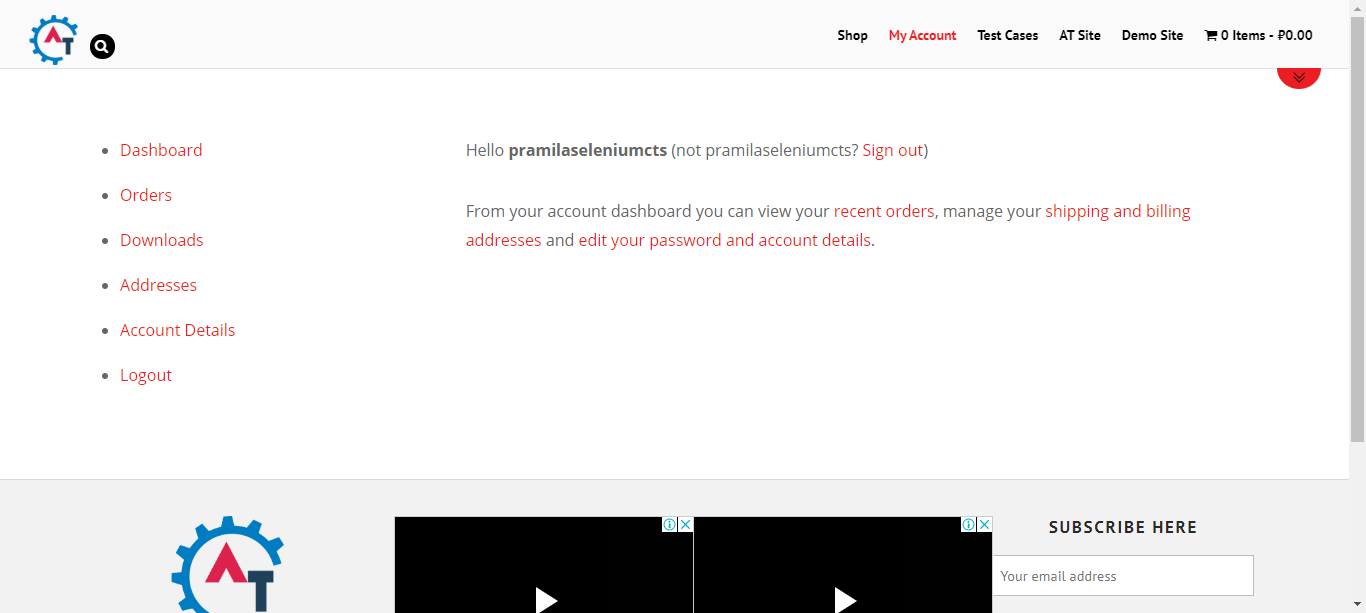 AT
Shop
My Account
Test Cases
AT Site
Demo Site
0 Items - ₽0.00
Dashboard
Orders
Downloads
Addresses
Account Details
Logout
Hello pramilaseleniumcts (not pramilaseleniumcts? Sign out)
From your account dashboard you can view your recent orders, manage your shipping and billing
addresses and edit your password and account details.
AT
SUBSCRIBE HERE
Your email address